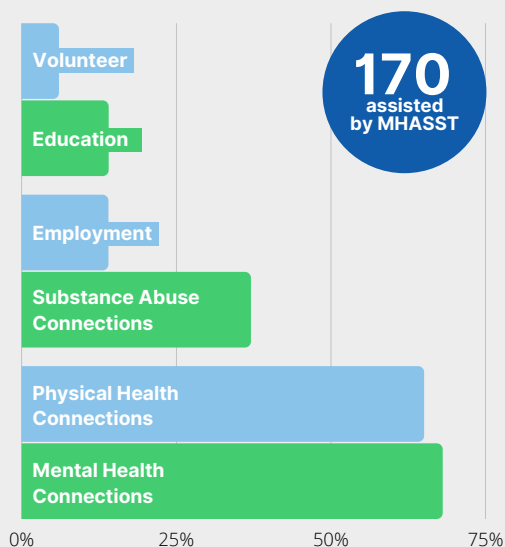 Volunteer
170
assisted
by MHASST
Education
Employment
Substance Abuse
Connections
Physical Health
Connections
Mental Health
Connections
0%
25%
50%
75%